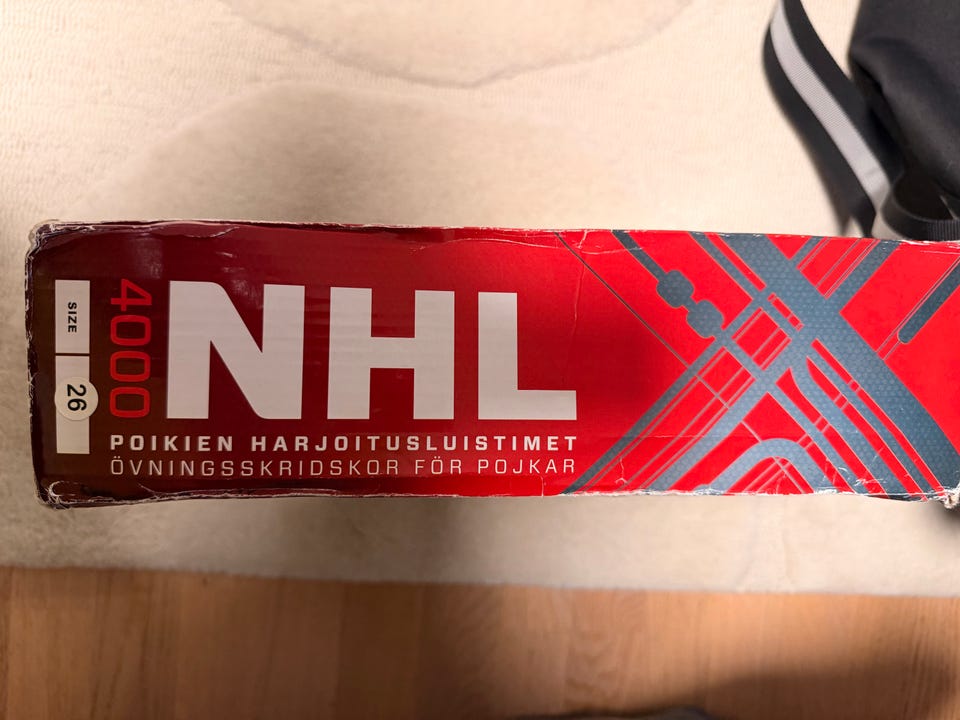 SIZE
26
4000
NHL
POIKIEN HARJOITUSLUISTIMET
ÖVNINGSSKRIDSKOR FÖR POJKAR